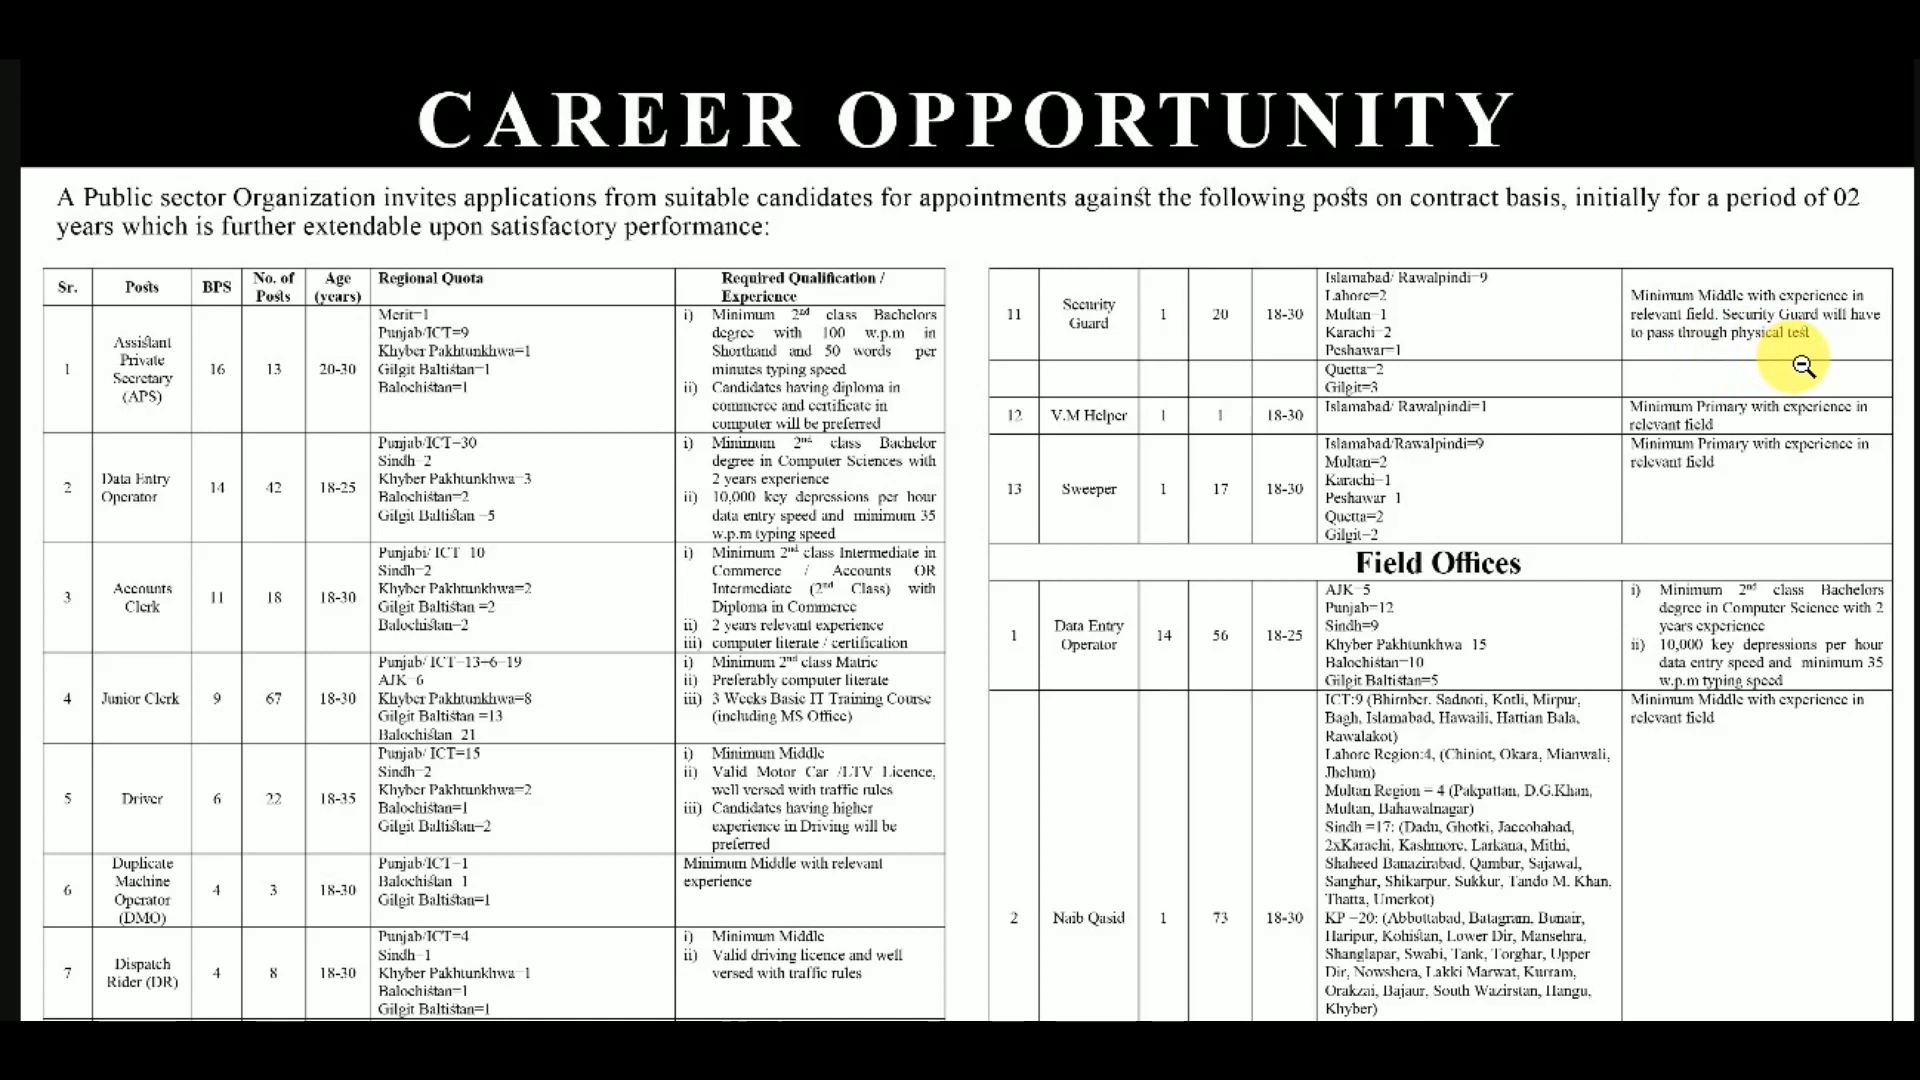 CAREER OPPORTUNITY
A Public sector Organization invites applications from suitable candidates for appointments against the following posts on contract basis, initially for a period of 02
years which is further extendable upon satisfactory performance:
Sr. Posts BPS No. of Posts Age (years) Regional Quota Required Qualification / Experience
1 Assistant Private Secretary (APS) 16 13 20-30
Merit=1
Punjab/ICT=9
Khyber Pakhtunkhwa=1
Gilgit Baltistan=1
Balochistan=1
i) Minimum 2nd class Bachelors
degree with 100 w.p.m in
Shorthand and 50 words per
minutes typing speed
ii) Candidates having diploma in
commerce and certificate in
computer will be preferred
2 Data Entry Operator 14 42 18-25
Punjab/ICT=30
Sindh=2
Khyber Pakhtunkhwa=3
Balochistan=2
Gilgit Baltistan =5
i) Minimum 2nd class Bachelor
degree in Computer Sciences with
2 years experience
ii) 10,000 key depressions per hour
data entry speed and minimum 35
w.p.m typing speed
3 Accounts Clerk 11 18 18-30
Punjabi/ ICT=10
Sindh=2
Khyber Pakhtunkhwa=2
Gilgit Baltistan =2
Balochistan=2
i) Minimum 2nd class Intermediate in
Commerce / Accounts OR
Intermediate (2nd Class) with
Diploma in Commerce
ii) 2 years relevant experience
iii) computer literate / certification
4 Junior Clerk 9 67 18-30
Punjab/ ICT=13+6=19
AJK=6
Khyber Pakhtunkhwa=8
Gilgit Baltistan =13
Balochistan=21
i) Minimum 2nd class Matric
ii) Preferably computer literate
iii) 3 Weeks Basic IT Training Course
(including MS Office)
5 Driver 6 22 18-35
Punjab/ ICT=15
Sindh=2
Khyber Pakhtunkhwa=2
Balochistan=1
Gilgit Baltistan=2
i) Minimum Middle
ii) Valid Motor Car /LTV Licence,
well versed with traffic rules
iii) Candidates having higher
experience in Driving will be
preferred
6 Duplicate Machine Operator (DMO) 4 3 18-30
Punjab/ICT=1
Balochistan=1
Gilgit Baltistan=1
Minimum Middle with relevant
experience
7 Dispatch Rider (DR) 4 8 18-30
Punjab/ICT=4
Sindh=1
Khyber Pakhtunkhwa=1
Balochistan=1
Gilgit Baltistan=1
i) Minimum Middle
ii) Valid driving licence and well
versed with traffic rules
11 Security Guard 1 20 18-30
Islamabad/ Rawalpindi=9
Lahore=2
Multan=1
Karachi=2
Peshawar=1
Quetta=2
Gilgit=3
Minimum Middle with experience in
relevant field. Security Guard will have
to pass through physical test
12 V.M Helper 1 1 18-30
Islamabad/ Rawalpindi=1
Minimum Primary with experience in
relevant field
13 Sweeper 1 17 18-30
Islamabad/Rawalpindi=9
Multan=2
Karachi=1
Peshawar=1
Quetta=2
Gilgit=2
Minimum Primary with experience in
relevant field
Field Offices
1 Data Entry Operator 14 56 18-25
AJK=5
Punjab=12
Sindh=9
Khyber Pakhtunkhwa=15
Balochistan=10
Gilgit Baltistan=5
i) Minimum 2nd class Bachelors
degree in Computer Science with 2
years experience
ii) 10,000 key depressions per hour
data entry speed and minimum 35
w.p.m typing speed
2 Naib Qasid 1 73 18-30
ICT:9 (Bhimber, Sadnoti, Kotli, Mirpur,
Bagh, Islamabad, Hawaili, Hattian Bala,
Rawalakot)
Lahore Region:4, (Chiniot, Okara, Mianwali,
Jhelum)
Multan Region = 4 (Pakpattan, D.G.Khan,
Multan, Bahawalnagar)
Sindh =17: (Dadu, Ghotki, Jaccobabad,
2xKarachi, Kashmore, Larkana, Mithi,
Shaheed Banazirabad, Qambar, Sajawal,
Sanghar, Shikarpur, Sukkur, Tando M. Khan,
Thatta, Umerkot)
KP =20: (Abbottabad, Batagram, Bunair,
Haripur, Kohistan, Lower Dir, Mansehra,
Shanglapar, Swabi, Tank, Torghar, Upper
Dir, Nowshera, Lakki Marwat, Kurram,
Orakzai, Bajaur, South Wazirstan, Hangu,
Khyber)
Minimum Middle with experience in
relevant field